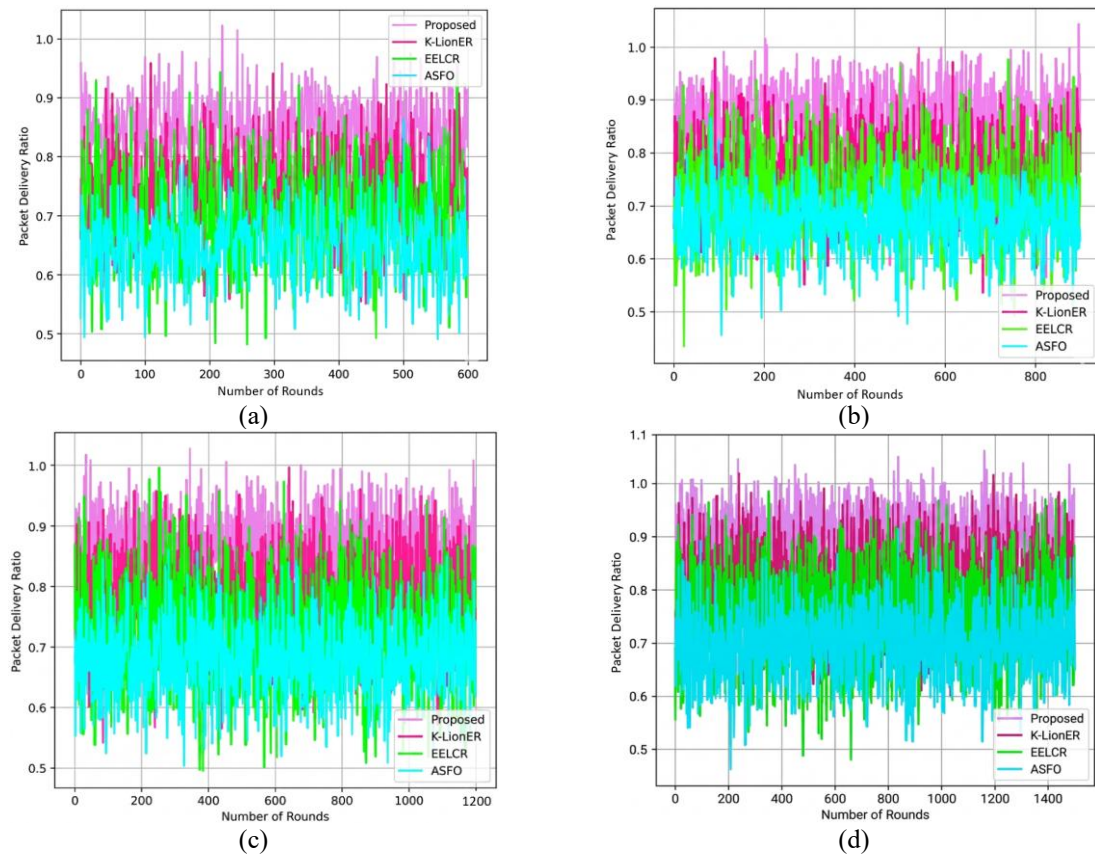 1.0
0.9
0.8
0.7
0.6
0.5
Packet Delivery Ratio
Proposed
K-LionER
EELCR
ASFO
0 100 200 300 400 500 600
Number of Rounds
(a)
1.0
0.9
0.8
0.7
0.6
0.5
Packet Delivery Ratio
Proposed
K-LionER
EELCR
ASFO
0 200 400 600 800
Number of Rounds
(b)
1.0
0.9
0.8
0.7
0.6
0.5
Packet Delivery Ratio
Proposed
K-LionER
EELCR
ASFO
0 200 400 600 800 1000 1200
Number of Rounds
(c)
1.1
1.0
0.9
0.8
0.7
0.6
0.5
Packet Delivery Ratio
Proposed
K-LionER
EELCR
ASFO
0 200 400 600 800 1000 1200 1400
Number of Rounds
(d)